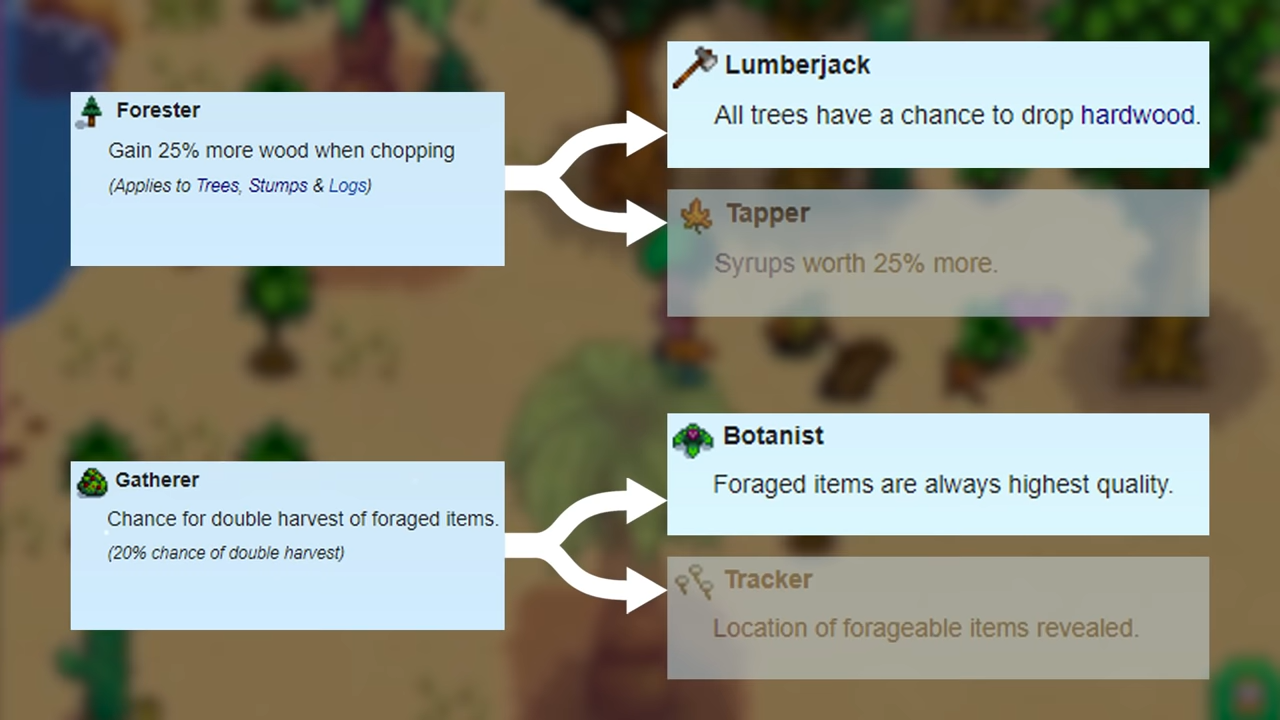 Forester
Gain 25% more wood when chopping
(Applies to Trees, Stumps & Logs)
Lumberjack
All trees have a chance to drop hardwood.
Tapper
Syrups worth 25% more.
Gatherer
Chance for double harvest of foraged items.
(20% chance of double harvest)
Botanist
Foraged items are always highest quality.
Tracker
Location of forageable items revealed.